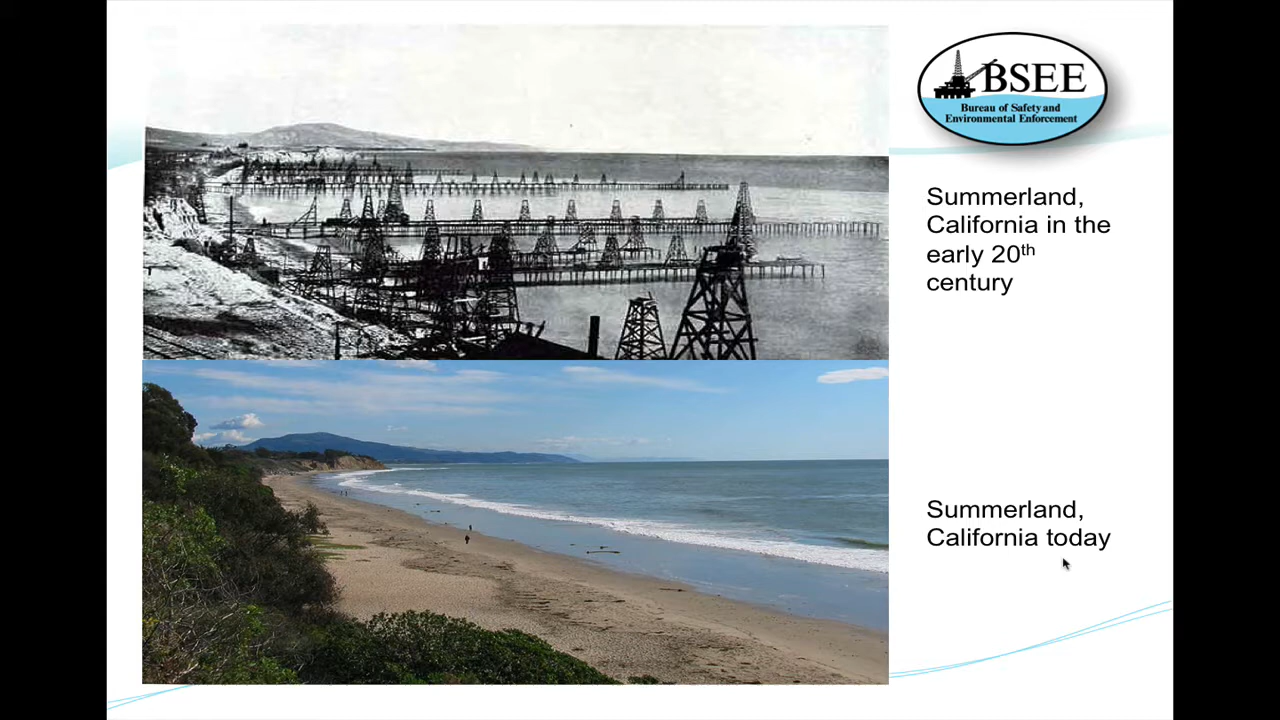 BSEE
Bureau of Safety and
Environmental Enforcement
Summerland,
California in the
early 20th
century
Summerland,
California today